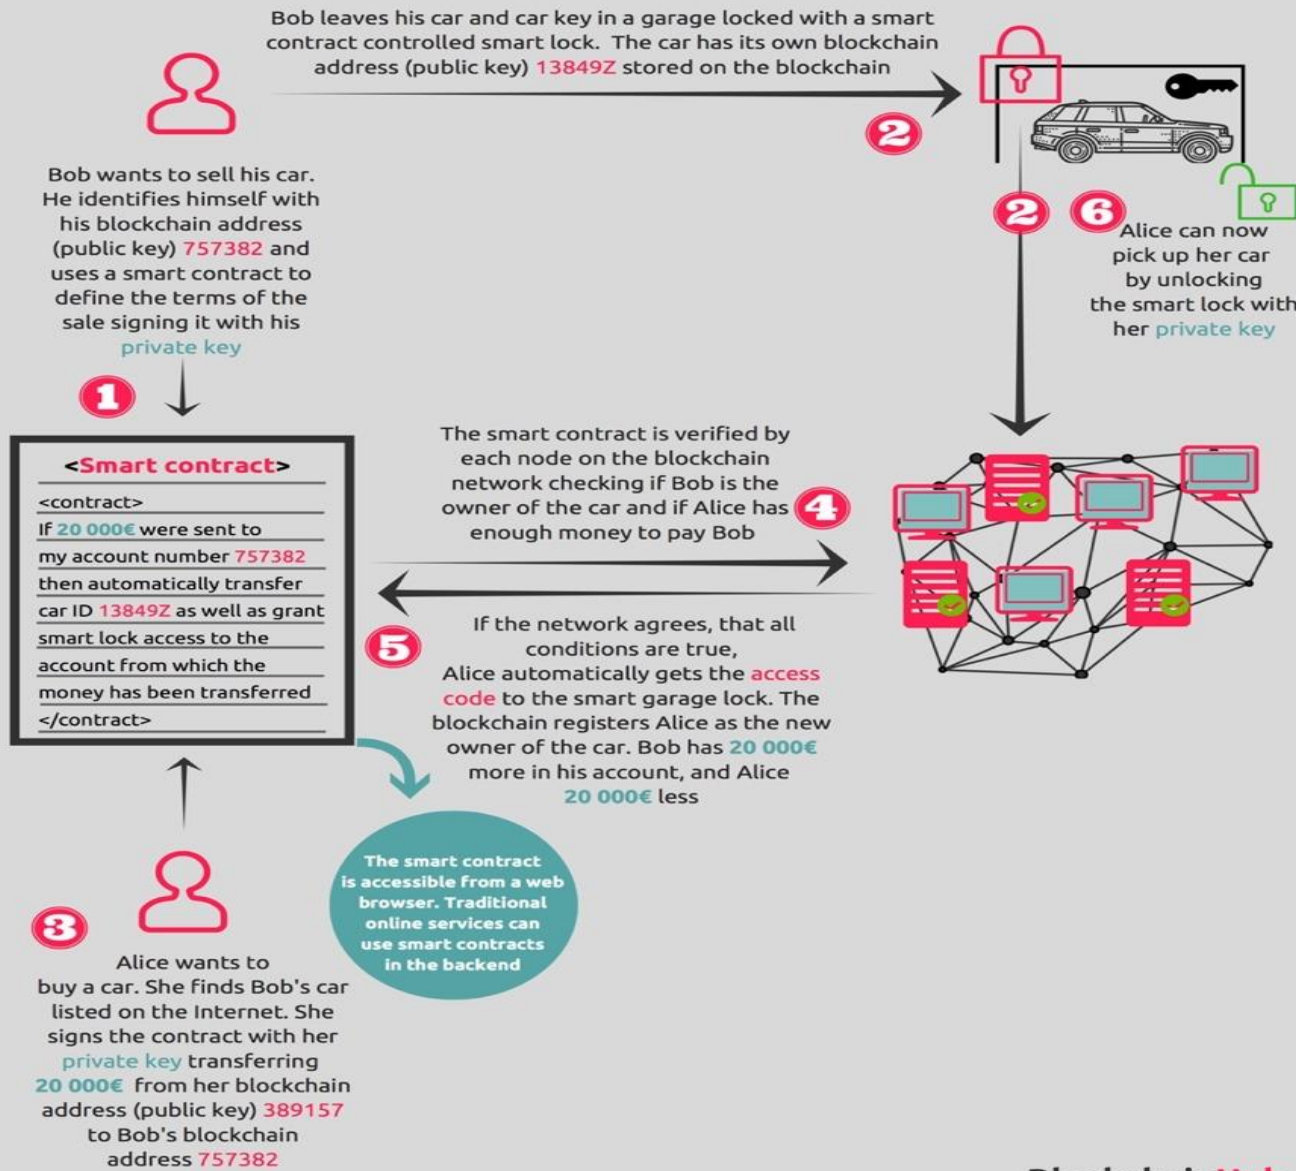 Bob leaves his car and car key in a garage locked with a smart
contract controlled smart lock. The car has its own blockchain
address (public key) 13849Z stored on the blockchain
2
Bob wants to sell his car.
He identifies himself with
his blockchain address
(public key) 757382 and
uses a smart contract to
define the terms of the
sale signing it with his
private key
1
2
6
Alice can now
pick up her car
by unlocking
the smart lock with
her private key
<Smart contract>
<contract>
If 20 000€ were sent to
my account number 757382
then automatically transfer
car ID 13849Z as well as grant
smart lock access to the
account from which the
money has been transferred
</contract>
The smart contract is verified by
each node on the blockchain
network checking if Bob is the
owner of the car and if Alice has
enough money to pay Bob
4
5
If the network agrees, that all
conditions are true,
Alice automatically gets the access
code to the smart garage lock. The
blockchain registers Alice as the new
owner of the car. Bob has 20 000€
more in his account, and Alice
20 000€ less
The smart contract
is accessible from a web
browser. Traditional
online services can
use smart contracts
in the backend
3
Alice wants to
buy a car. She finds Bob's car
listed on the Internet. She
signs the contract with her
private key transferring
20 000€ from her blockchain
address (public key) 389157
to Bob's blockchain
address 757382